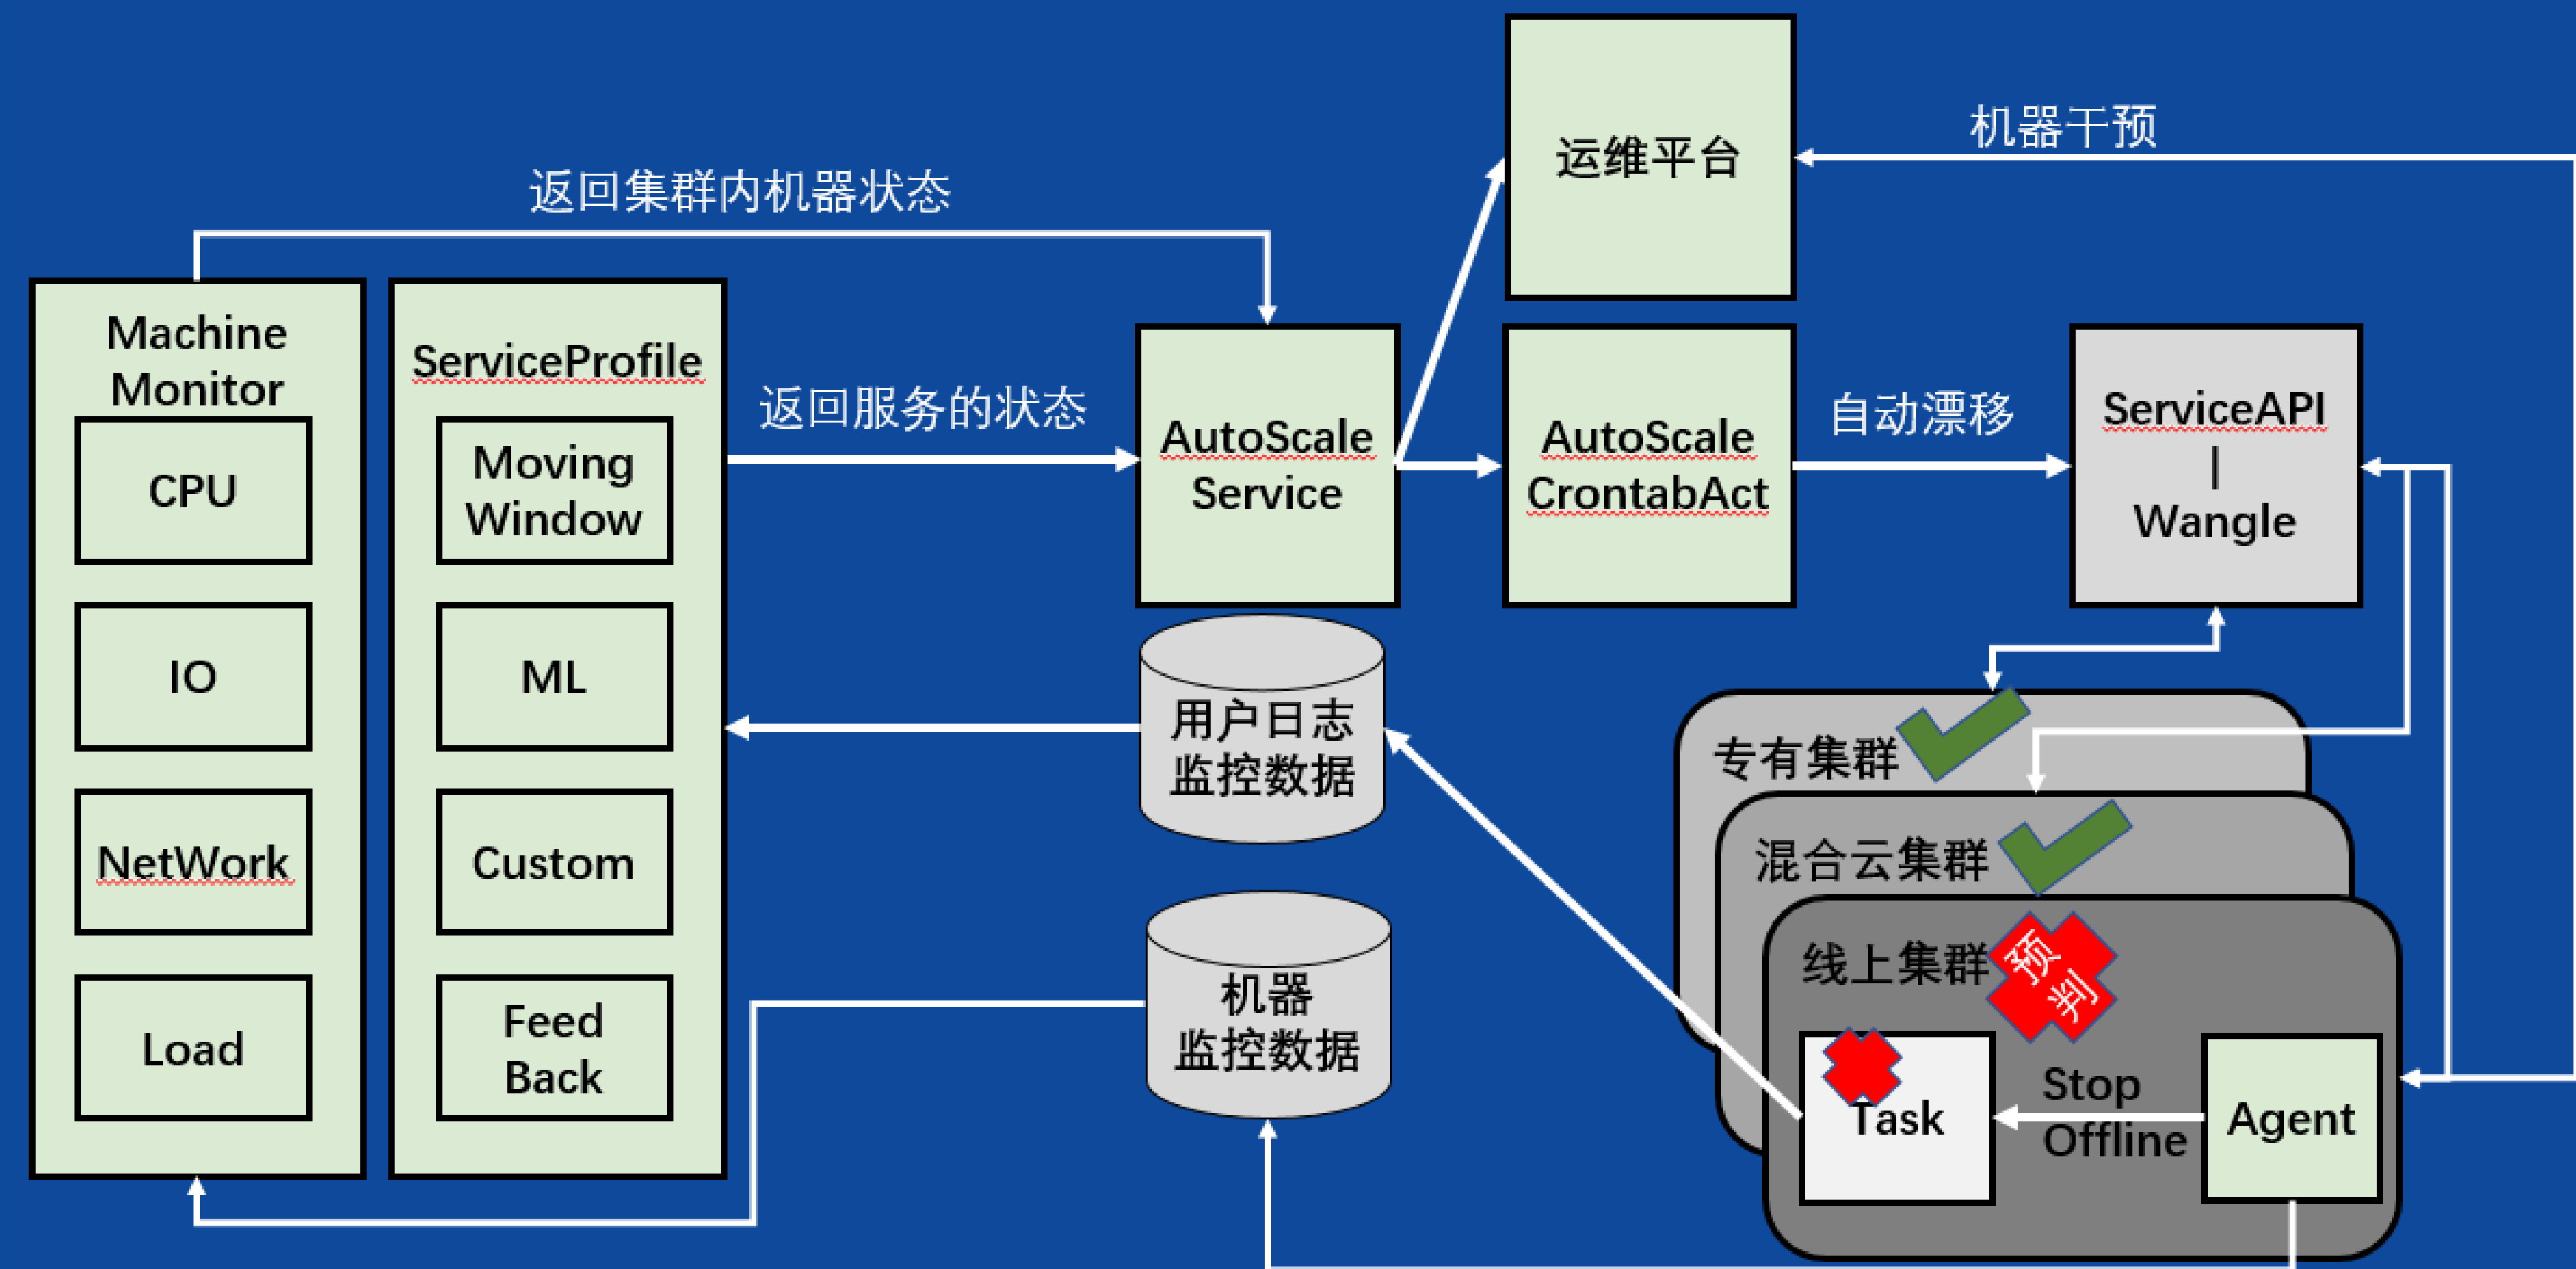 运维平台
机器干预
返回集群内机器状态
Machine
Monitor
CPU
IO
NetWork
Load
ServiceProfile
Moving
Window
ML
Custom
Feed
Back
返回服务的状态
AutoScale
Service
AutoScale
CrontabAct
自动漂移
ServiceAPI
|
Wangle
用户日志
监控数据
机器
监控数据
专有集群
混合云集群
线上集群
预
判
Task
Stop
Offline
Agent